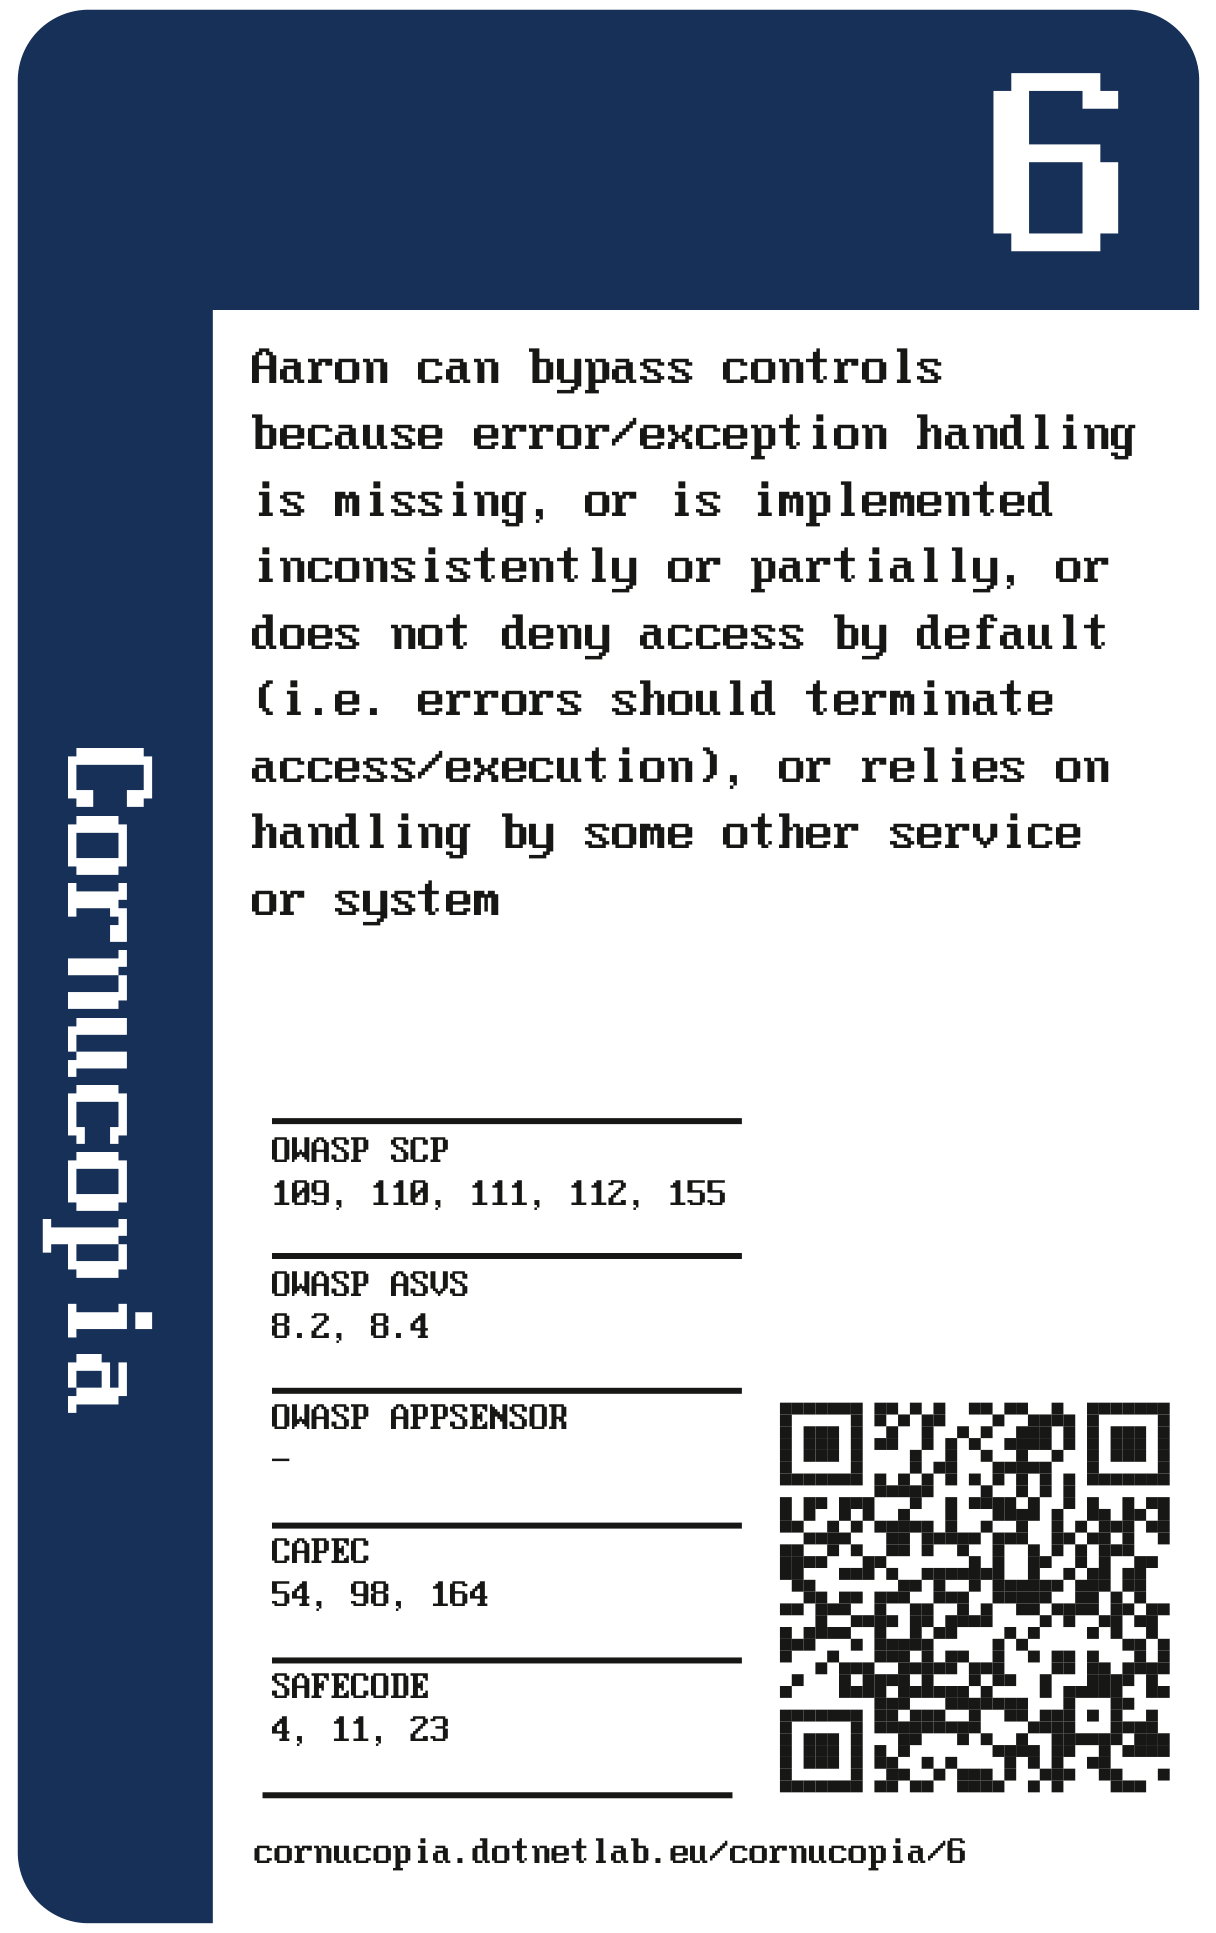 6
Cornucopia
Aaron can bypass controls
because error/exception handling
is missing, or is implemented
inconsistently or partially, or
does not deny access by default
(i.e. errors should terminate
access/execution), or relies on
handling by some other service
or system
OWASP SCP
109, 110, 111, 112, 155
OWASP ASVS
8.2, 8.4
OWASP APPSENSOR
–
CAPEC
54, 98, 164
SAFECODE
4, 11, 23
cornucopia.dotnetlab.eu/cornucopia/6